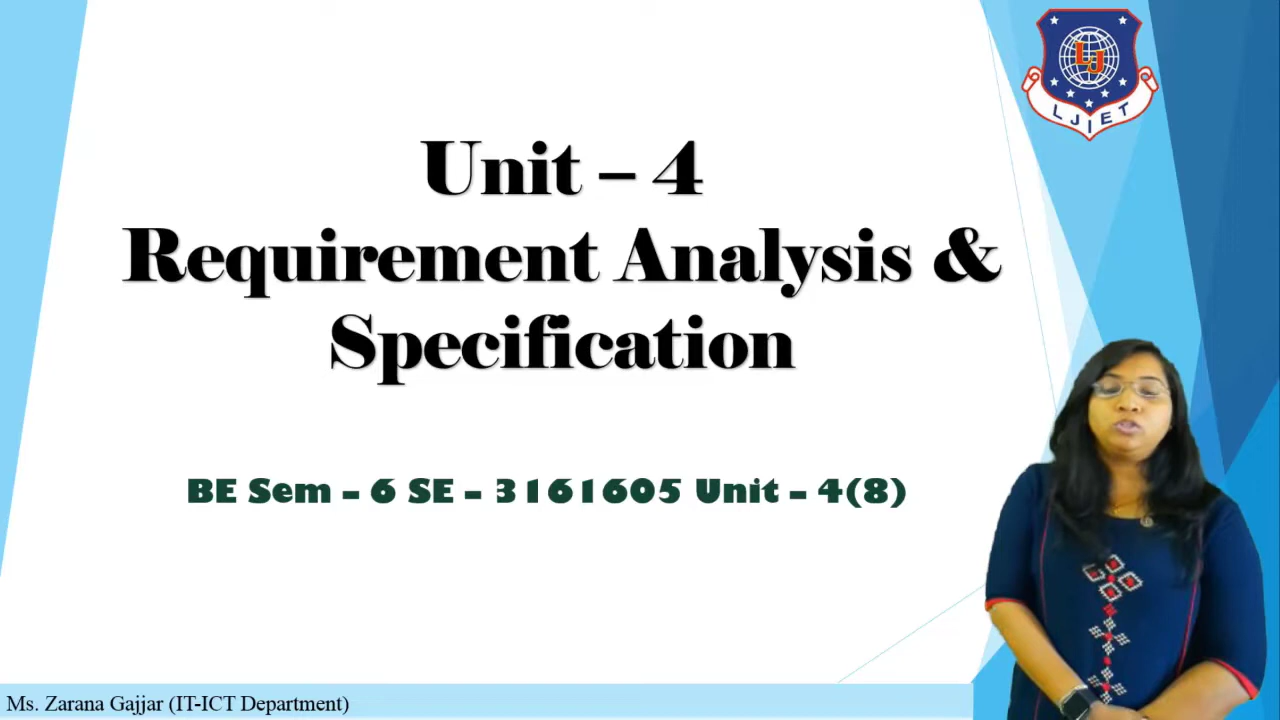 LJ
LJIET
Unit – 4
Requirement Analysis &
Specification
BE Sem – 6 SE – 3161605 Unit – 4(8)
Ms. Zarana Gajjar (IT-ICT Department)